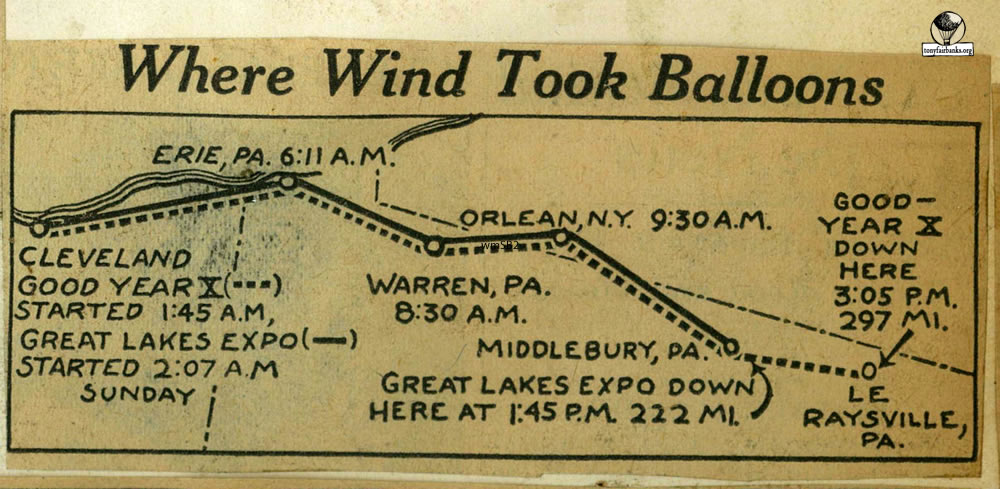 tonyfairbanks.org
Where Wind Took Balloons
ERIE, PA. 6:11 A.M.
ORLEAN, N.Y. 9:30 A.M.
GOOD-
YEAR X
DOWN
HERE
3:05 P.M.
297 MI.
CLEVELAND
GOOD YEAR X(---)
STARTED 1:45 A.M,
GREAT LAKES EXPO(—)
STARTED 2:07 A.M
SUNDAY
WARREN, PA.
8:30 A.M.
MIDDLEBURY, PA.
GREAT LAKES EXPO DOWN
HERE AT 1:45 P.M. 222 MI.
LE
RAYSVILLE,
PA.